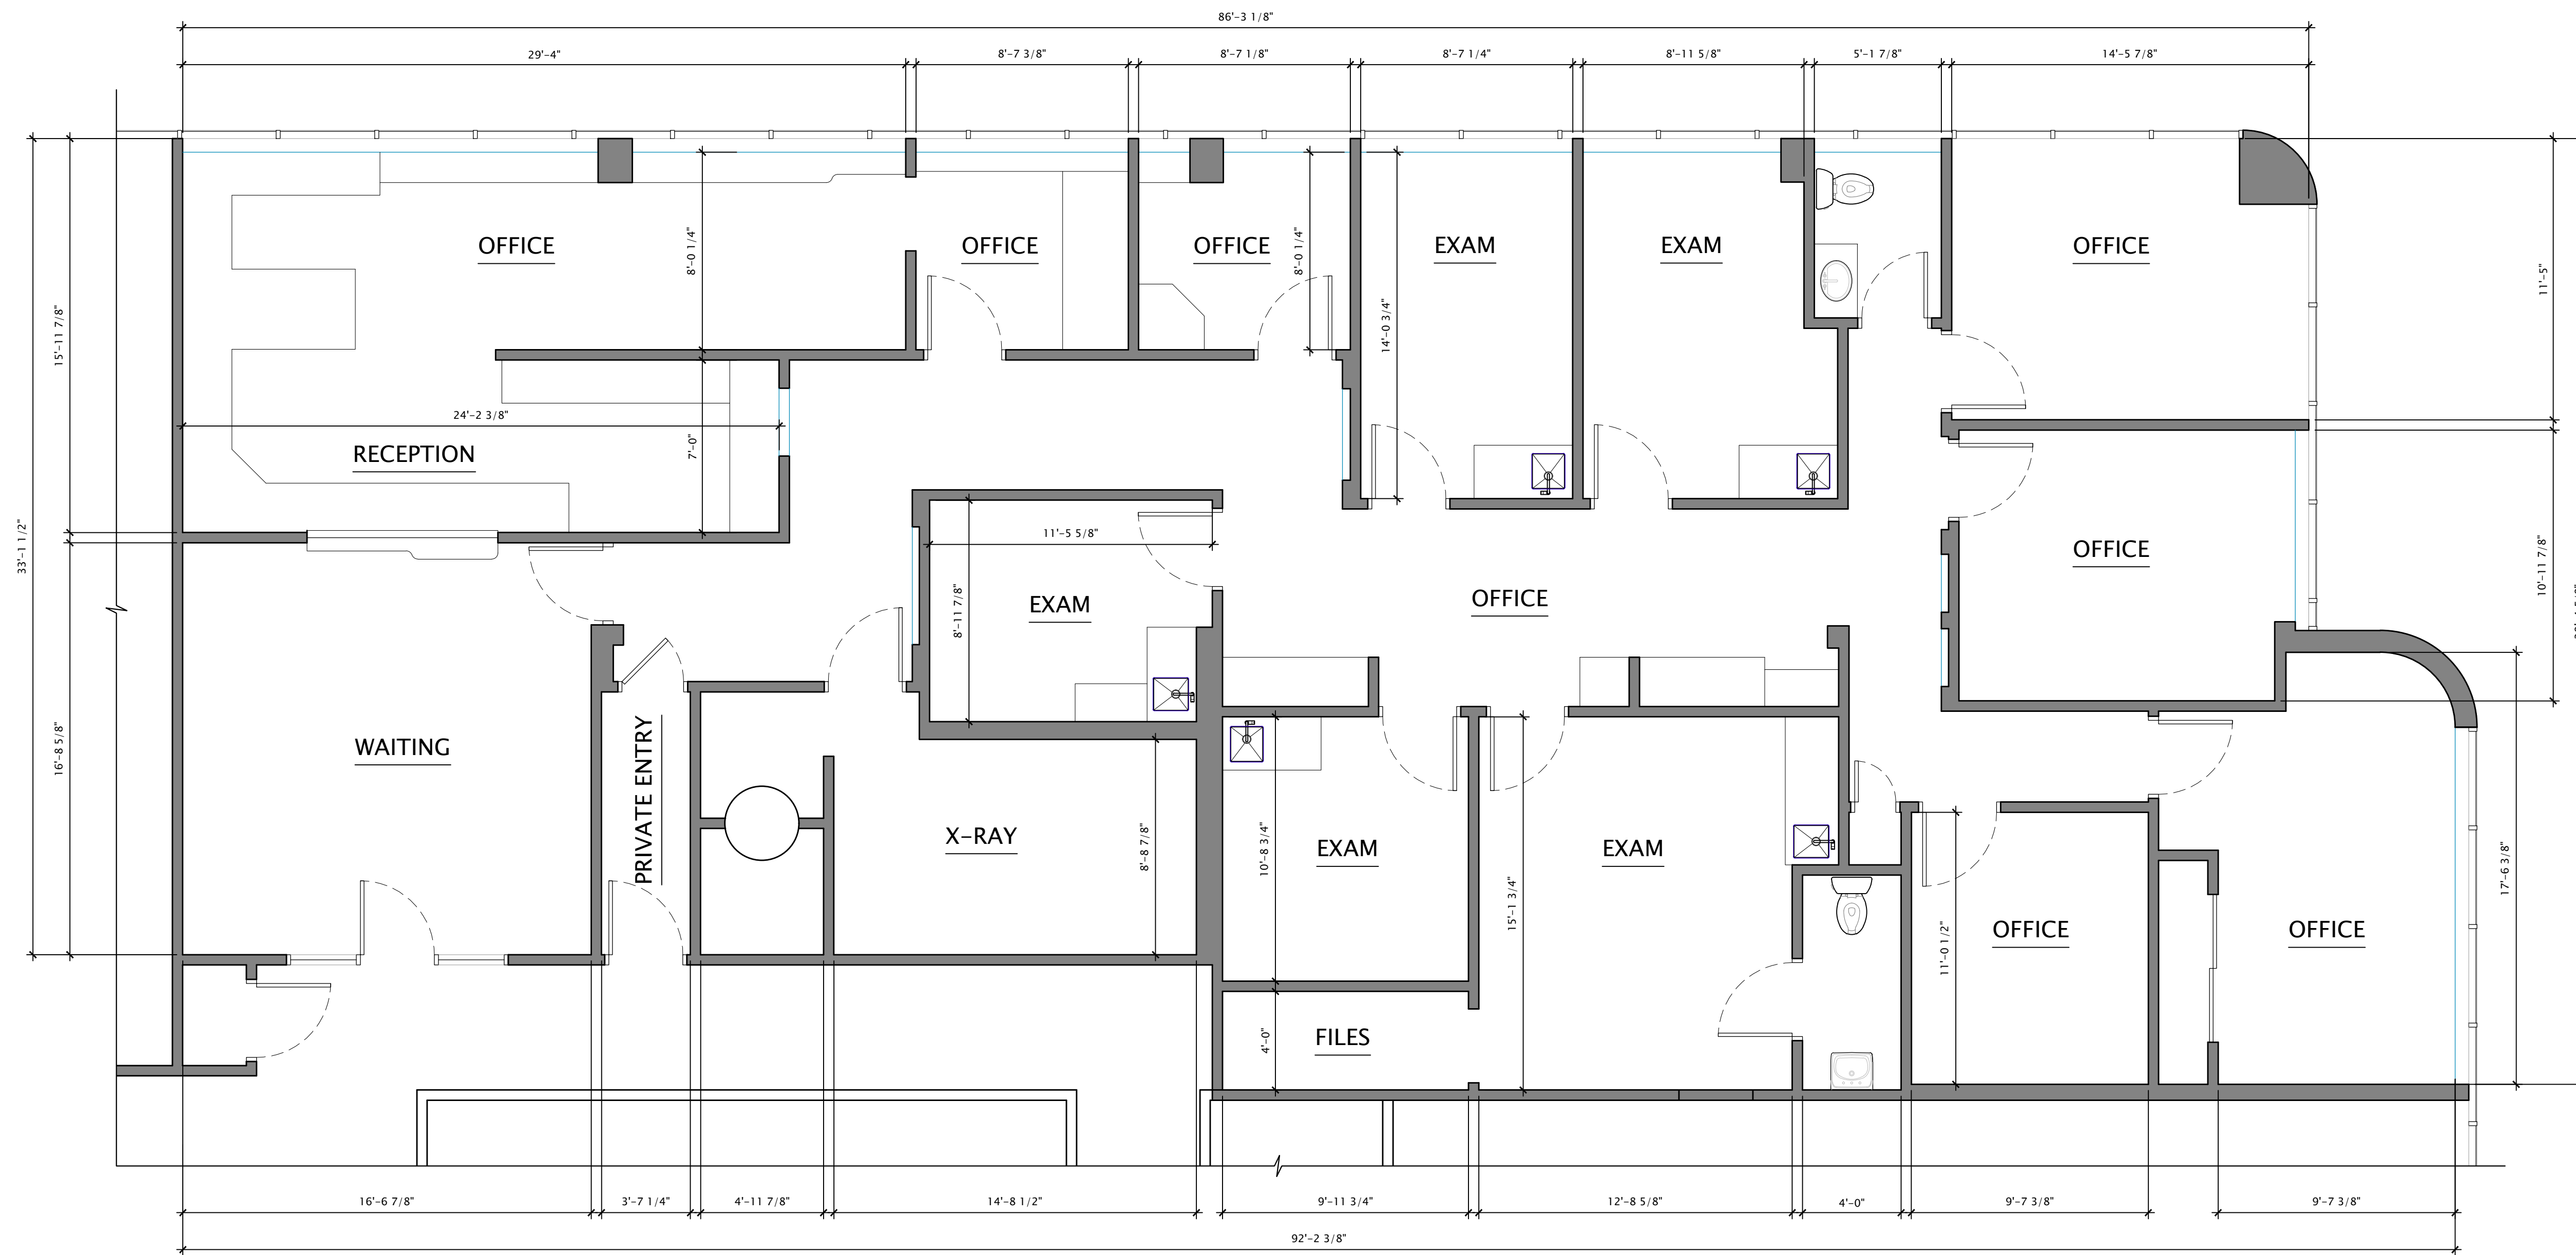 86'-3 1/8"
29'-4"
8'-7 3/8"
8'-7 1/8"
8'-7 1/4"
8'-11 5/8"
5'-1 7/8"
14'-5 7/8"
OFFICE
8'-0 1/4"
OFFICE
OFFICE
8'-0 1/4"
EXAM
EXAM
OFFICE
11'-5"
15'-11 7/8"
14'-0 3/4"
24'-2 3/8"
RECEPTION
7'-0"
33'-1 1/2"
11'-5 5/8"
8'-11 7/8"
EXAM
OFFICE
OFFICE
10'-11 7/8"
16'-8 5/8"
WAITING
PRIVATE ENTRY
X-RAY
8'-8 7/8"
10'-8 3/4"
EXAM
15'-1 3/4"
EXAM
11'-0 1/2"
OFFICE
OFFICE
17'-6 3/8"
4'-0"
FILES
16'-6 7/8"
3'-7 1/4"
4'-11 7/8"
14'-8 1/2"
9'-11 3/4"
12'-8 5/8"
4'-0"
9'-7 3/8"
9'-7 3/8"
92'-2 3/8"